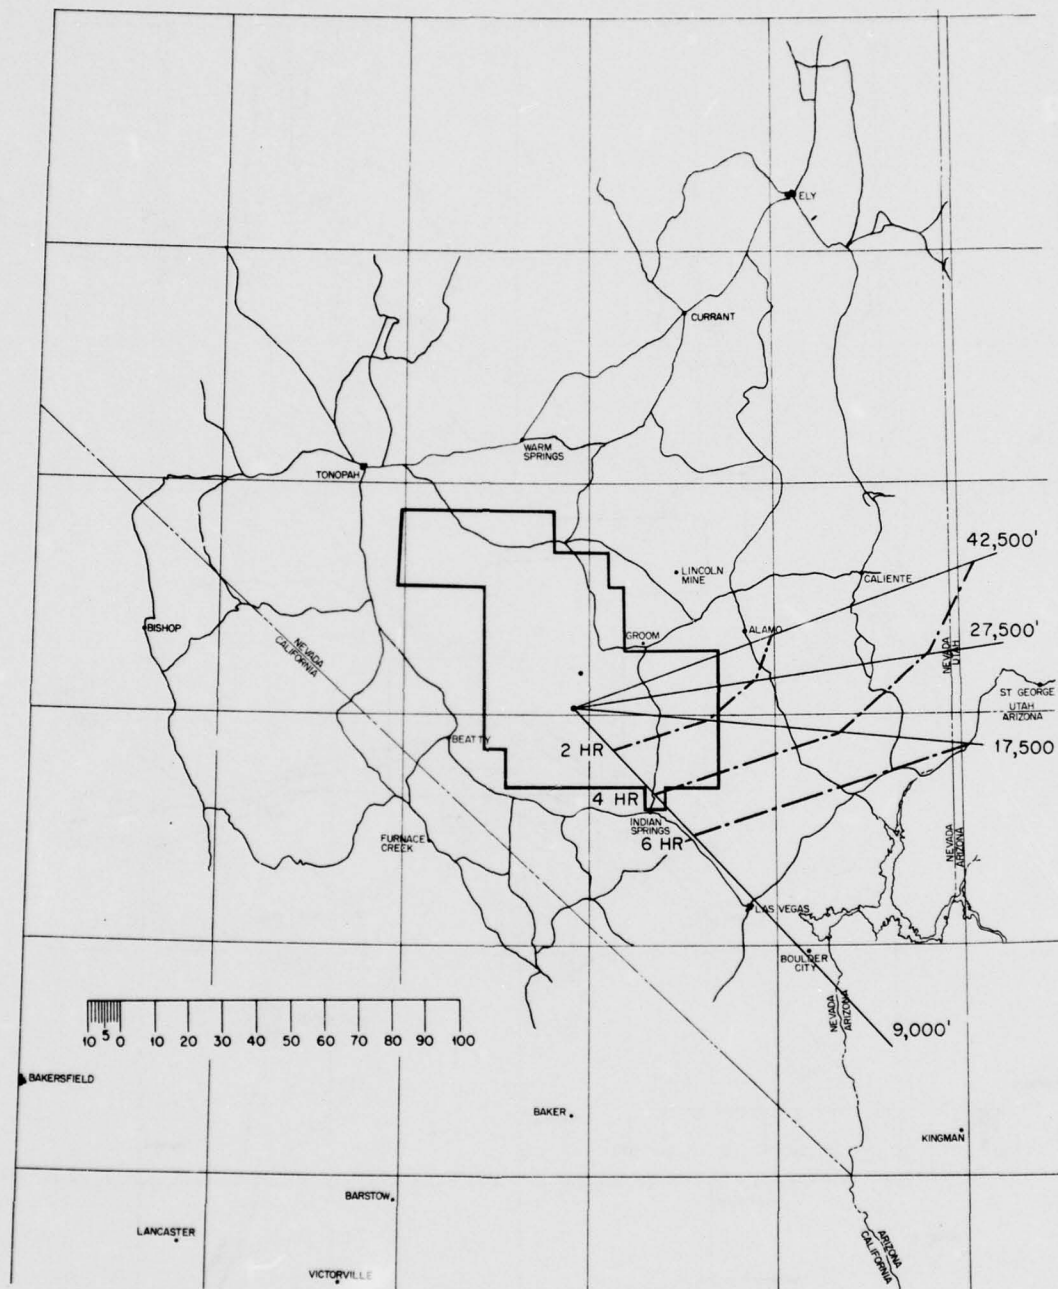 ELY
CURRANT
WARM
SPRINGS
TONOPAH
42,500'
LINCOLN
MINE
CALIENTE
BISHOP
NEVADA
CALIFORNIA
GROOM
ALAMO
27,500'
NEVADA
UTAH
ST GEORGE
UTAH
ARIZONA
BEATTY
2 HR
17,500
4 HR
INDIAN
SPRINGS
6 HR
FURNACE
CREEK
NEVADA
ARIZONA
LAS VEGAS
BOULDER
CITY
NEVADA
ARIZONA
9,000'
10 5 0 10 20 30 40 50 60 70 80 90 100
BAKERSFIELD
BAKER
KINGMAN
BARSTOW
LANCASTER
ARIZONA
CALIFORNIA
VICTORVILLE